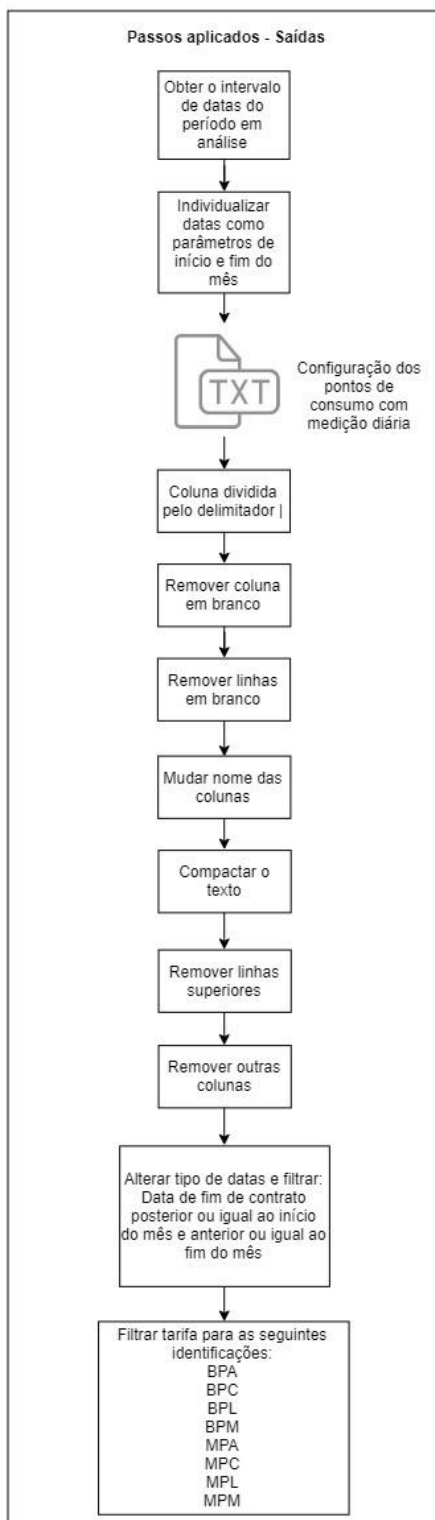 Passos aplicados - Saídas
Obter o intervalo
de datas do
período em
análise
Individualizar
datas como
parâmetros de
início e fim do
mês
TXT
Configuração dos
pontos de
consumo com
medição diária
Coluna dividida
pelo delimitador |
Remover coluna
em branco
Remover linhas
em branco
Mudar nome das
colunas
Compactar o
texto
Remover linhas
superiores
Remover outras
colunas
Alterar tipo de datas e filtrar:
Data de fim de contrato
posterior ou igual ao início
do mês e anterior ou igual ao
fim do mês
Filtrar tarifa para as seguintes
identificações:
BPA
BPC
BPL
BPM
MPA
MPC
MPL
MPM